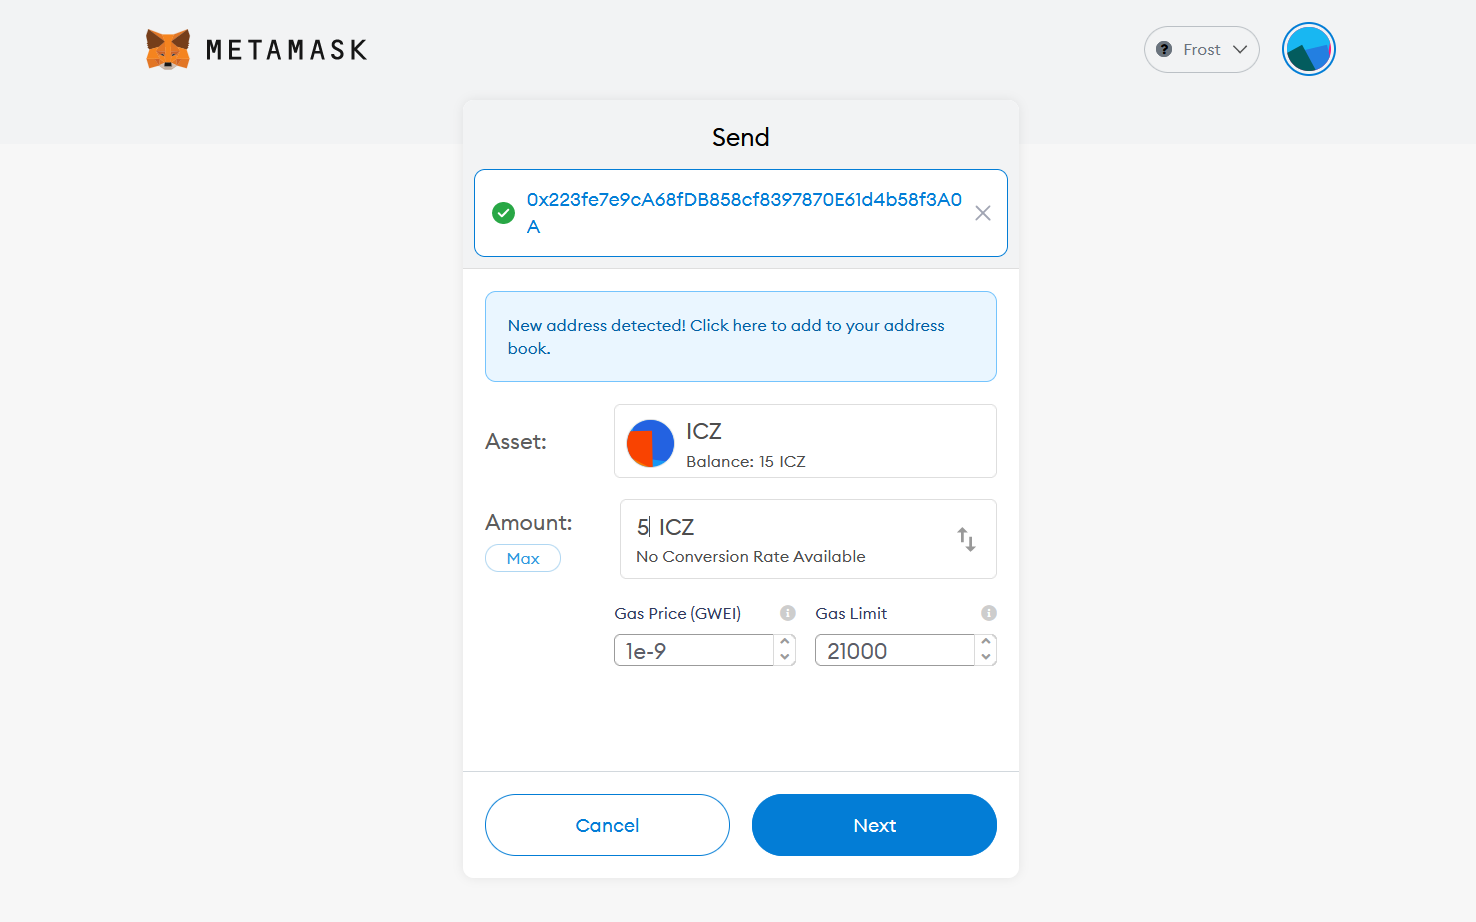 METAMASK
Frost
Send
0x223fe7e9cA68fDB858cf8397870E61d4b58f3A0
A
New address detected! Click here to add to your address
book.
Asset:
ICZ
Balance: 15 ICZ
Amount:
Max
5 ICZ
No Conversion Rate Available
Gas Price (GWEI)
Gas Limit
1e-9
21000
Cancel
Next